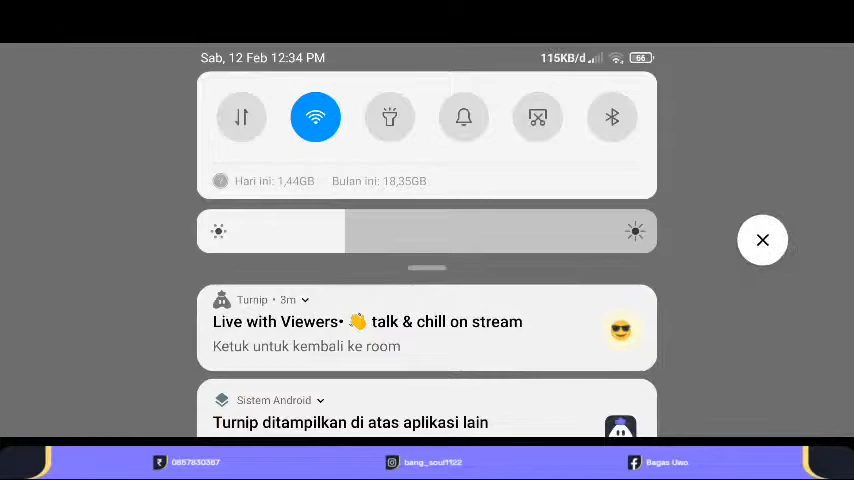 Sab, 12 Feb 12:34 PM
115KB/d
66
Hari ini: 1,44GB
Bulan ini: 18,35GB
Turnip • 3m
Live with Viewers• 👋 talk & chill on stream
Ketuk untuk kembali ke room
Sistem Android
Turnip ditampilkan di atas aplikasi lain
0857830387
bang_soul1122
Bagas Uwo